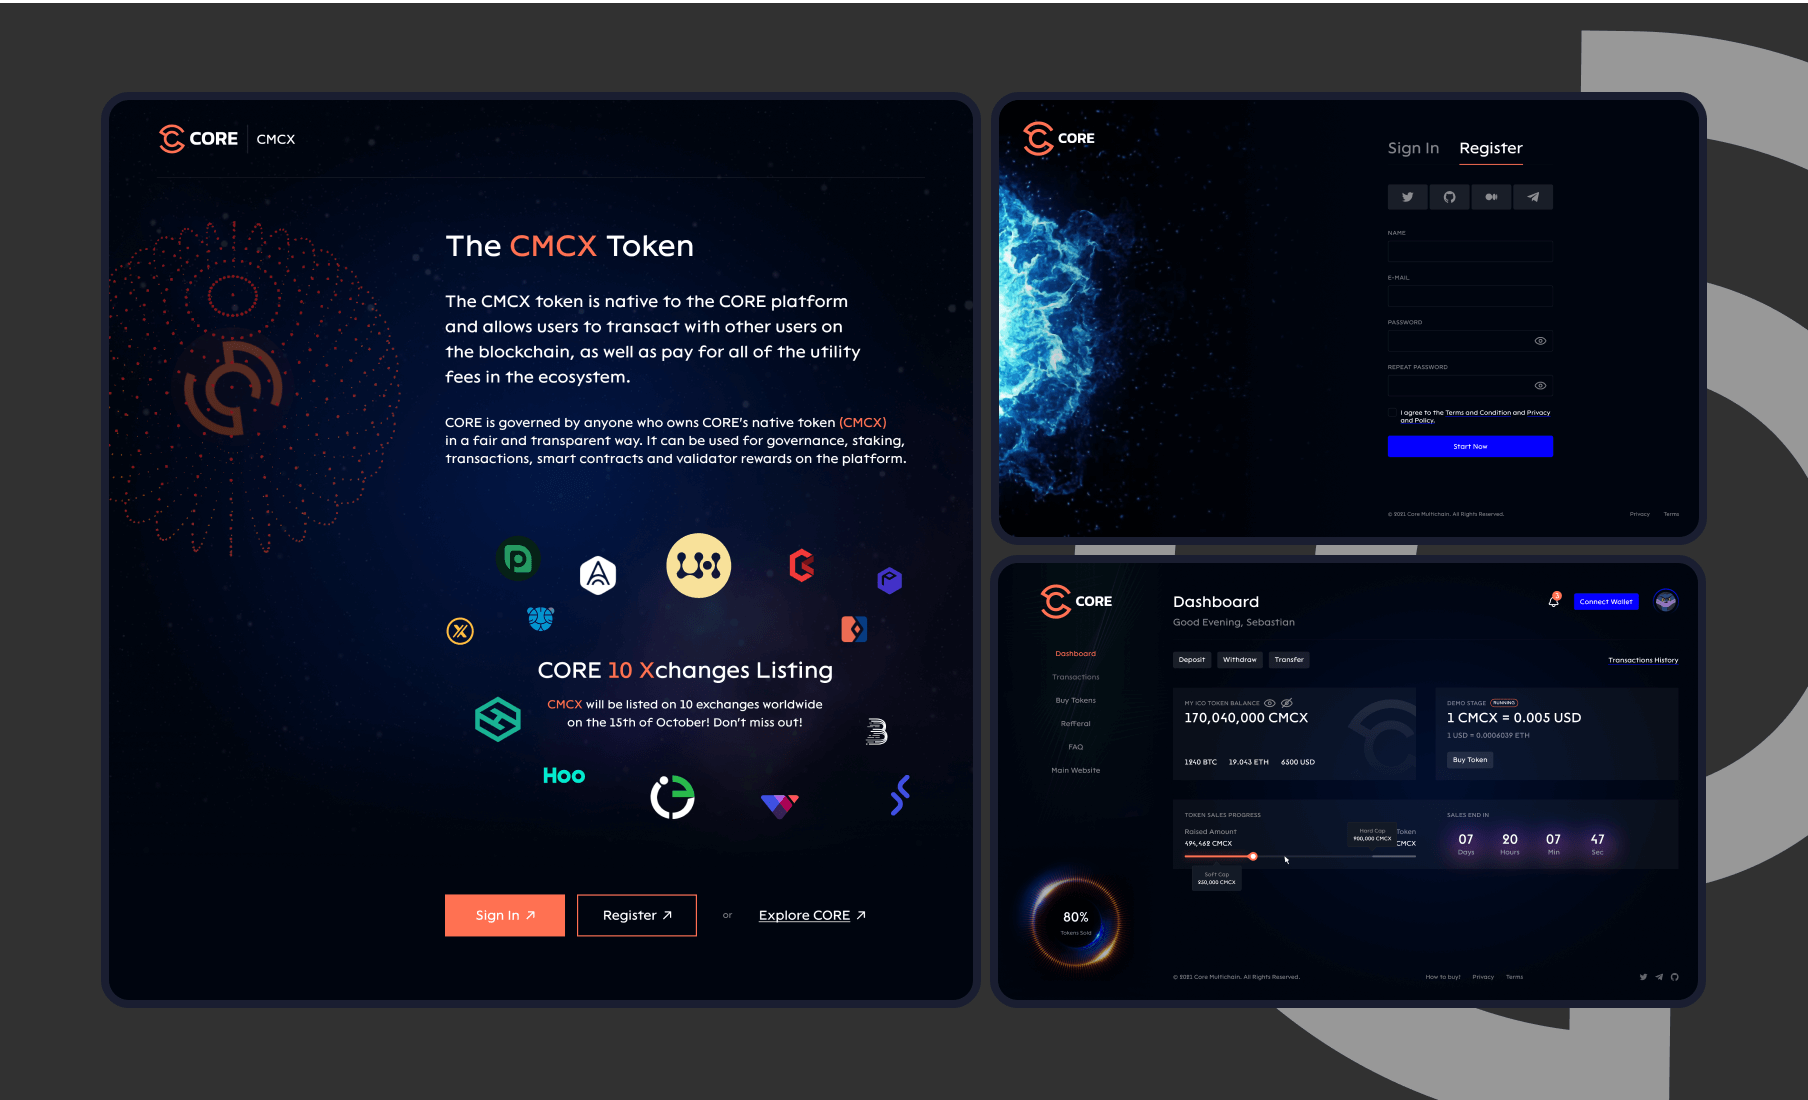 CORE CMCX
The CMCX Token
The CMCX token is native to the CORE platform
and allows users to transact with other users on
the blockchain, as well as pay for all of the utility
fees in the ecosystem.
CORE is governed by anyone who owns CORE's native token (CMCX)
in a fair and transparent way. It can be used for governance, staking,
transactions, smart contracts and validator rewards on the platform.
CORE 10 Xchanges Listing
CMCX will be listed on 10 exchanges worldwide
on the 15th of October! Don't miss out!
Hoo
Sign In Register or Explore CORE
CORE
Sign In Register
NAME
E-MAIL
PASSWORD
REPEAT PASSWORD
I agree to the Terms and Condition and Privacy
and Policy.
Start Now
© 2021 Core Multichain. All Rights Reserved. Privacy Terms
CORE
Dashboard
Transactions
Buy Tokens
Refferal
FAQ
Main Website
80%
Tokens Sold
Dashboard
Good Evening, Sebastian
3
Connect Wallet
Deposit Withdraw Transfer
Transactions History
MY ICO TOKEN BALANCE
170,040,000 CMCX
1240 BTC 19.043 ETH 6300 USD
DEMO STAGE RUNNING
1 CMCX = 0.005 USD
1 USD = 0.0006039 ETH
Buy Token
TOKEN SALES PROGRESS
Raised Amount Token
494,462 CMCX CMCX
Hard Cap
900,000 CMCX
Soft Cap
250,000 CMCX
SALES END IN
07 20 07 47
Days Hours Min Sec
© 2021 Core Multichain. All Rights Reserved. How to buy? Privacy Terms